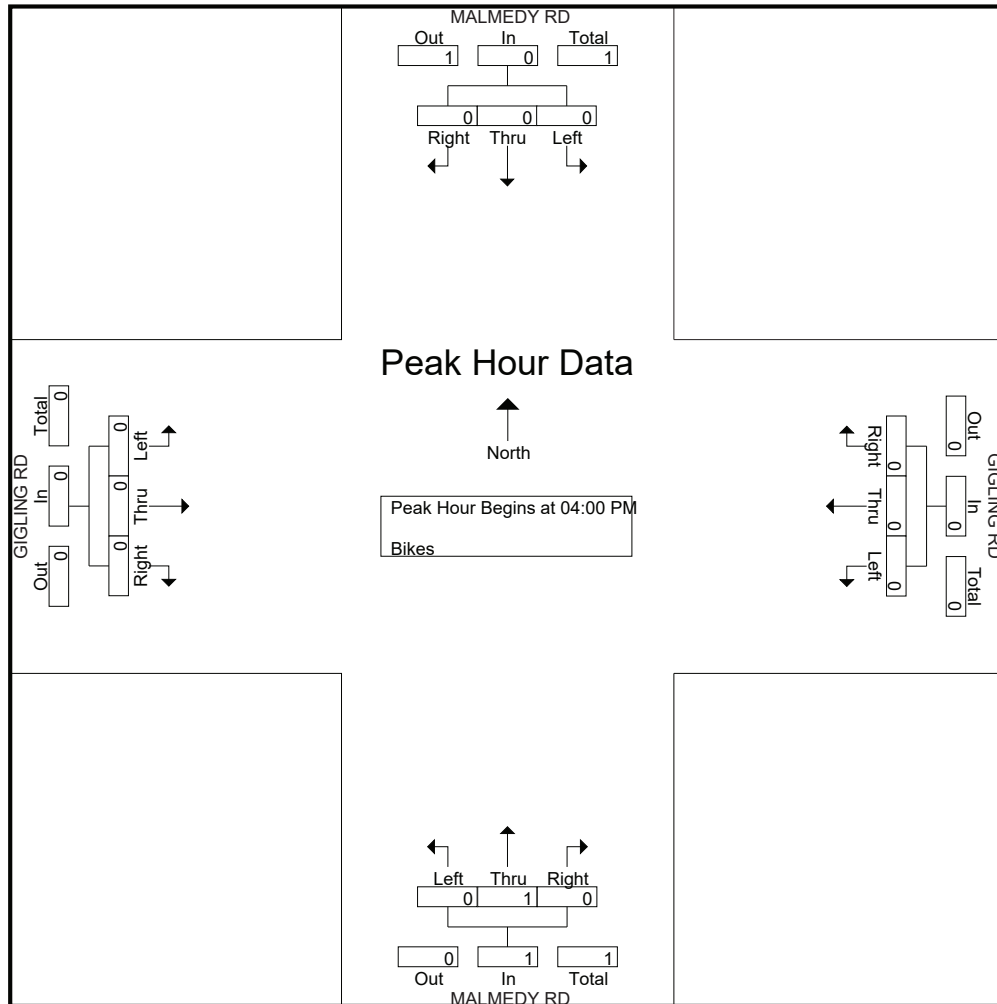 MALMEDY RD
Out In Total
1 0 1
0 0 0
Right Thru Left
Peak Hour Data
North
Peak Hour Begins at 04:00 PM
Bikes
GIGLING RD
Out In Total
0 0 0
0 0 0
Left Thru Right
GIGLING RD
Out In Total
0 0 0
0 0 0
Right Thru Left
Left Thru Right
0 1 0
0 1 1
Out In Total
MALMEDY RD